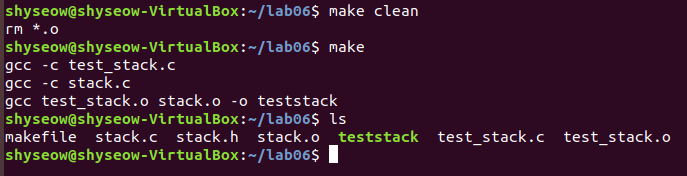 shyseow@shyseow-VirtualBox:~/lab06$ make clean
rm *.o
shyseow@shyseow-VirtualBox:~/lab06$ make
gcc -c test_stack.c
gcc -c stack.c
gcc test_stack.o stack.o -o teststack
shyseow@shyseow-VirtualBox:~/lab06$ ls
makefile  stack.c  stack.h  stack.o  teststack  test_stack.c  test_stack.o
shyseow@shyseow-VirtualBox:~/lab06$